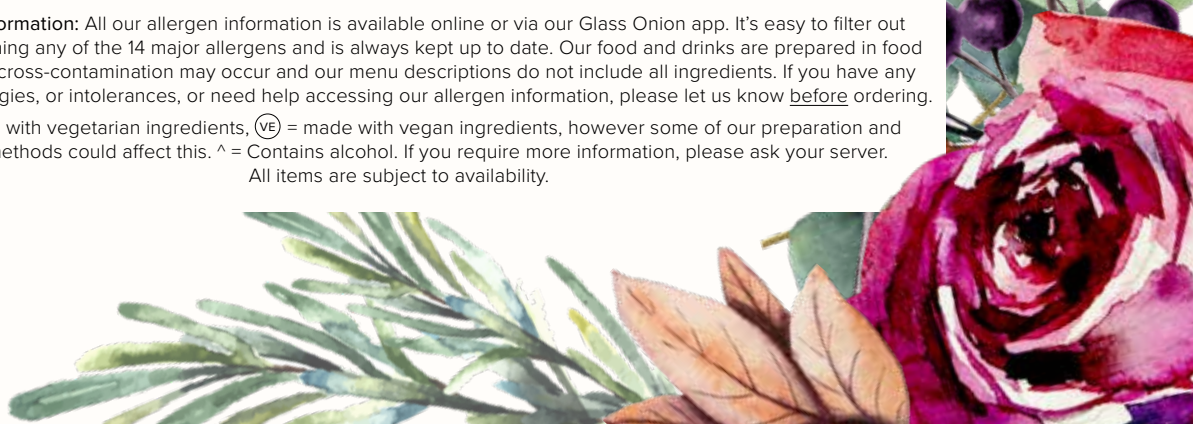 ormation: All our allergen information is available online or via our Glass Onion app. It’s easy to filter out
ing any of the 14 major allergens and is always kept up to date. Our food and drinks are prepared in food
cross-contamination may occur and our menu descriptions do not include all ingredients. If you have any
gies, or intolerances, or need help accessing our allergen information, please let us know before ordering.
with vegetarian ingredients, VE = made with vegan ingredients, however some of our preparation and
ethods could affect this. ^ = Contains alcohol. If you require more information, please ask your server.
All items are subject to availability.